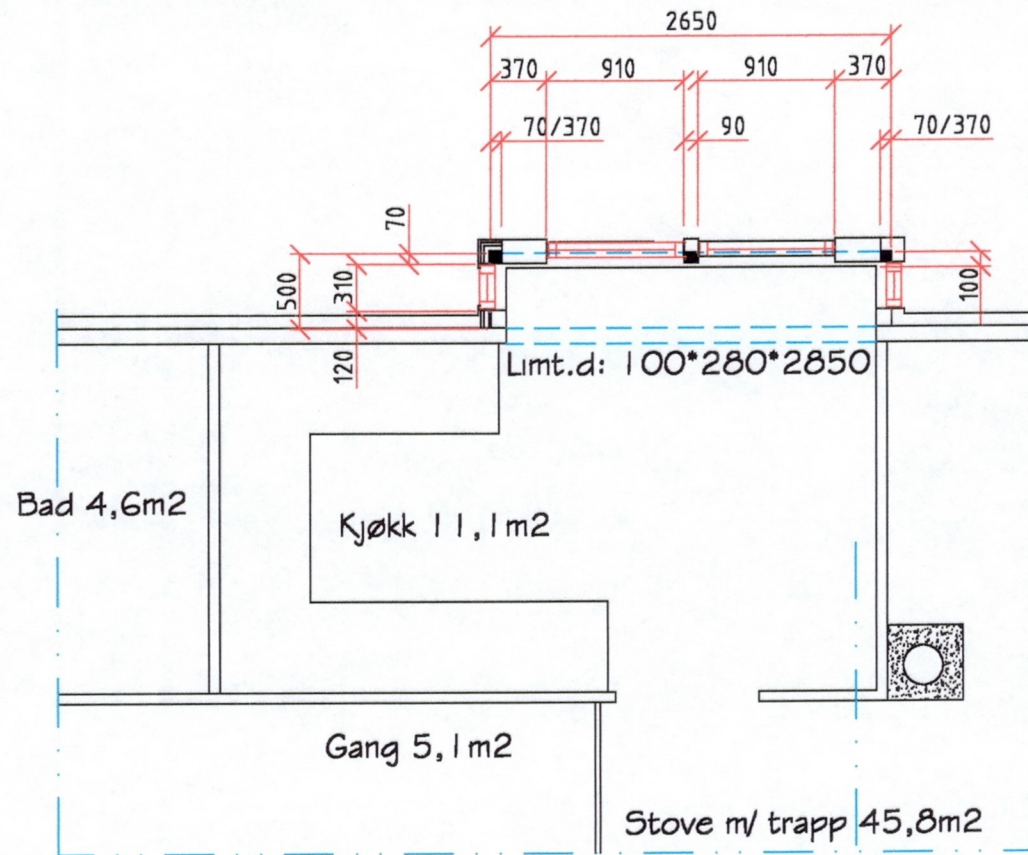 2650
370 910 910 370
70/370 90 70/370
70
500 310 100
120
Limt.d: 100*280*2850
Bad 4,6m2
Kjøkk 11,1m2
Gang 5,1m2
Stove m/ trapp 45,8m2